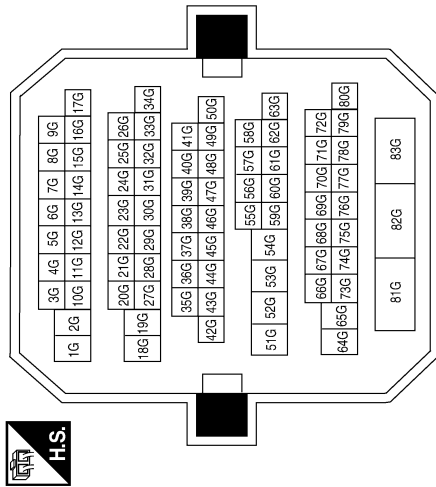 H.S.
3G 4G 5G 6G 7G 8G 9G
1G 2G 10G 11G 12G 13G 14G 15G 16G 17G
20G 21G 22G 23G 24G 25G 26G
18G 19G 27G 28G 29G 30G 31G 32G 33G 34G
35G 36G 37G 38G 39G 40G 41G
42G 43G 44G 45G 46G 47G 48G 49G 50G
55G 56G 57G 58G
51G 52G 53G 54G 59G 60G 61G 62G 63G
66G 67G 68G 69G 70G 71G 72G
64G 65G 73G 74G 75G 76G 77G 78G 79G 80G
81G 82G 83G